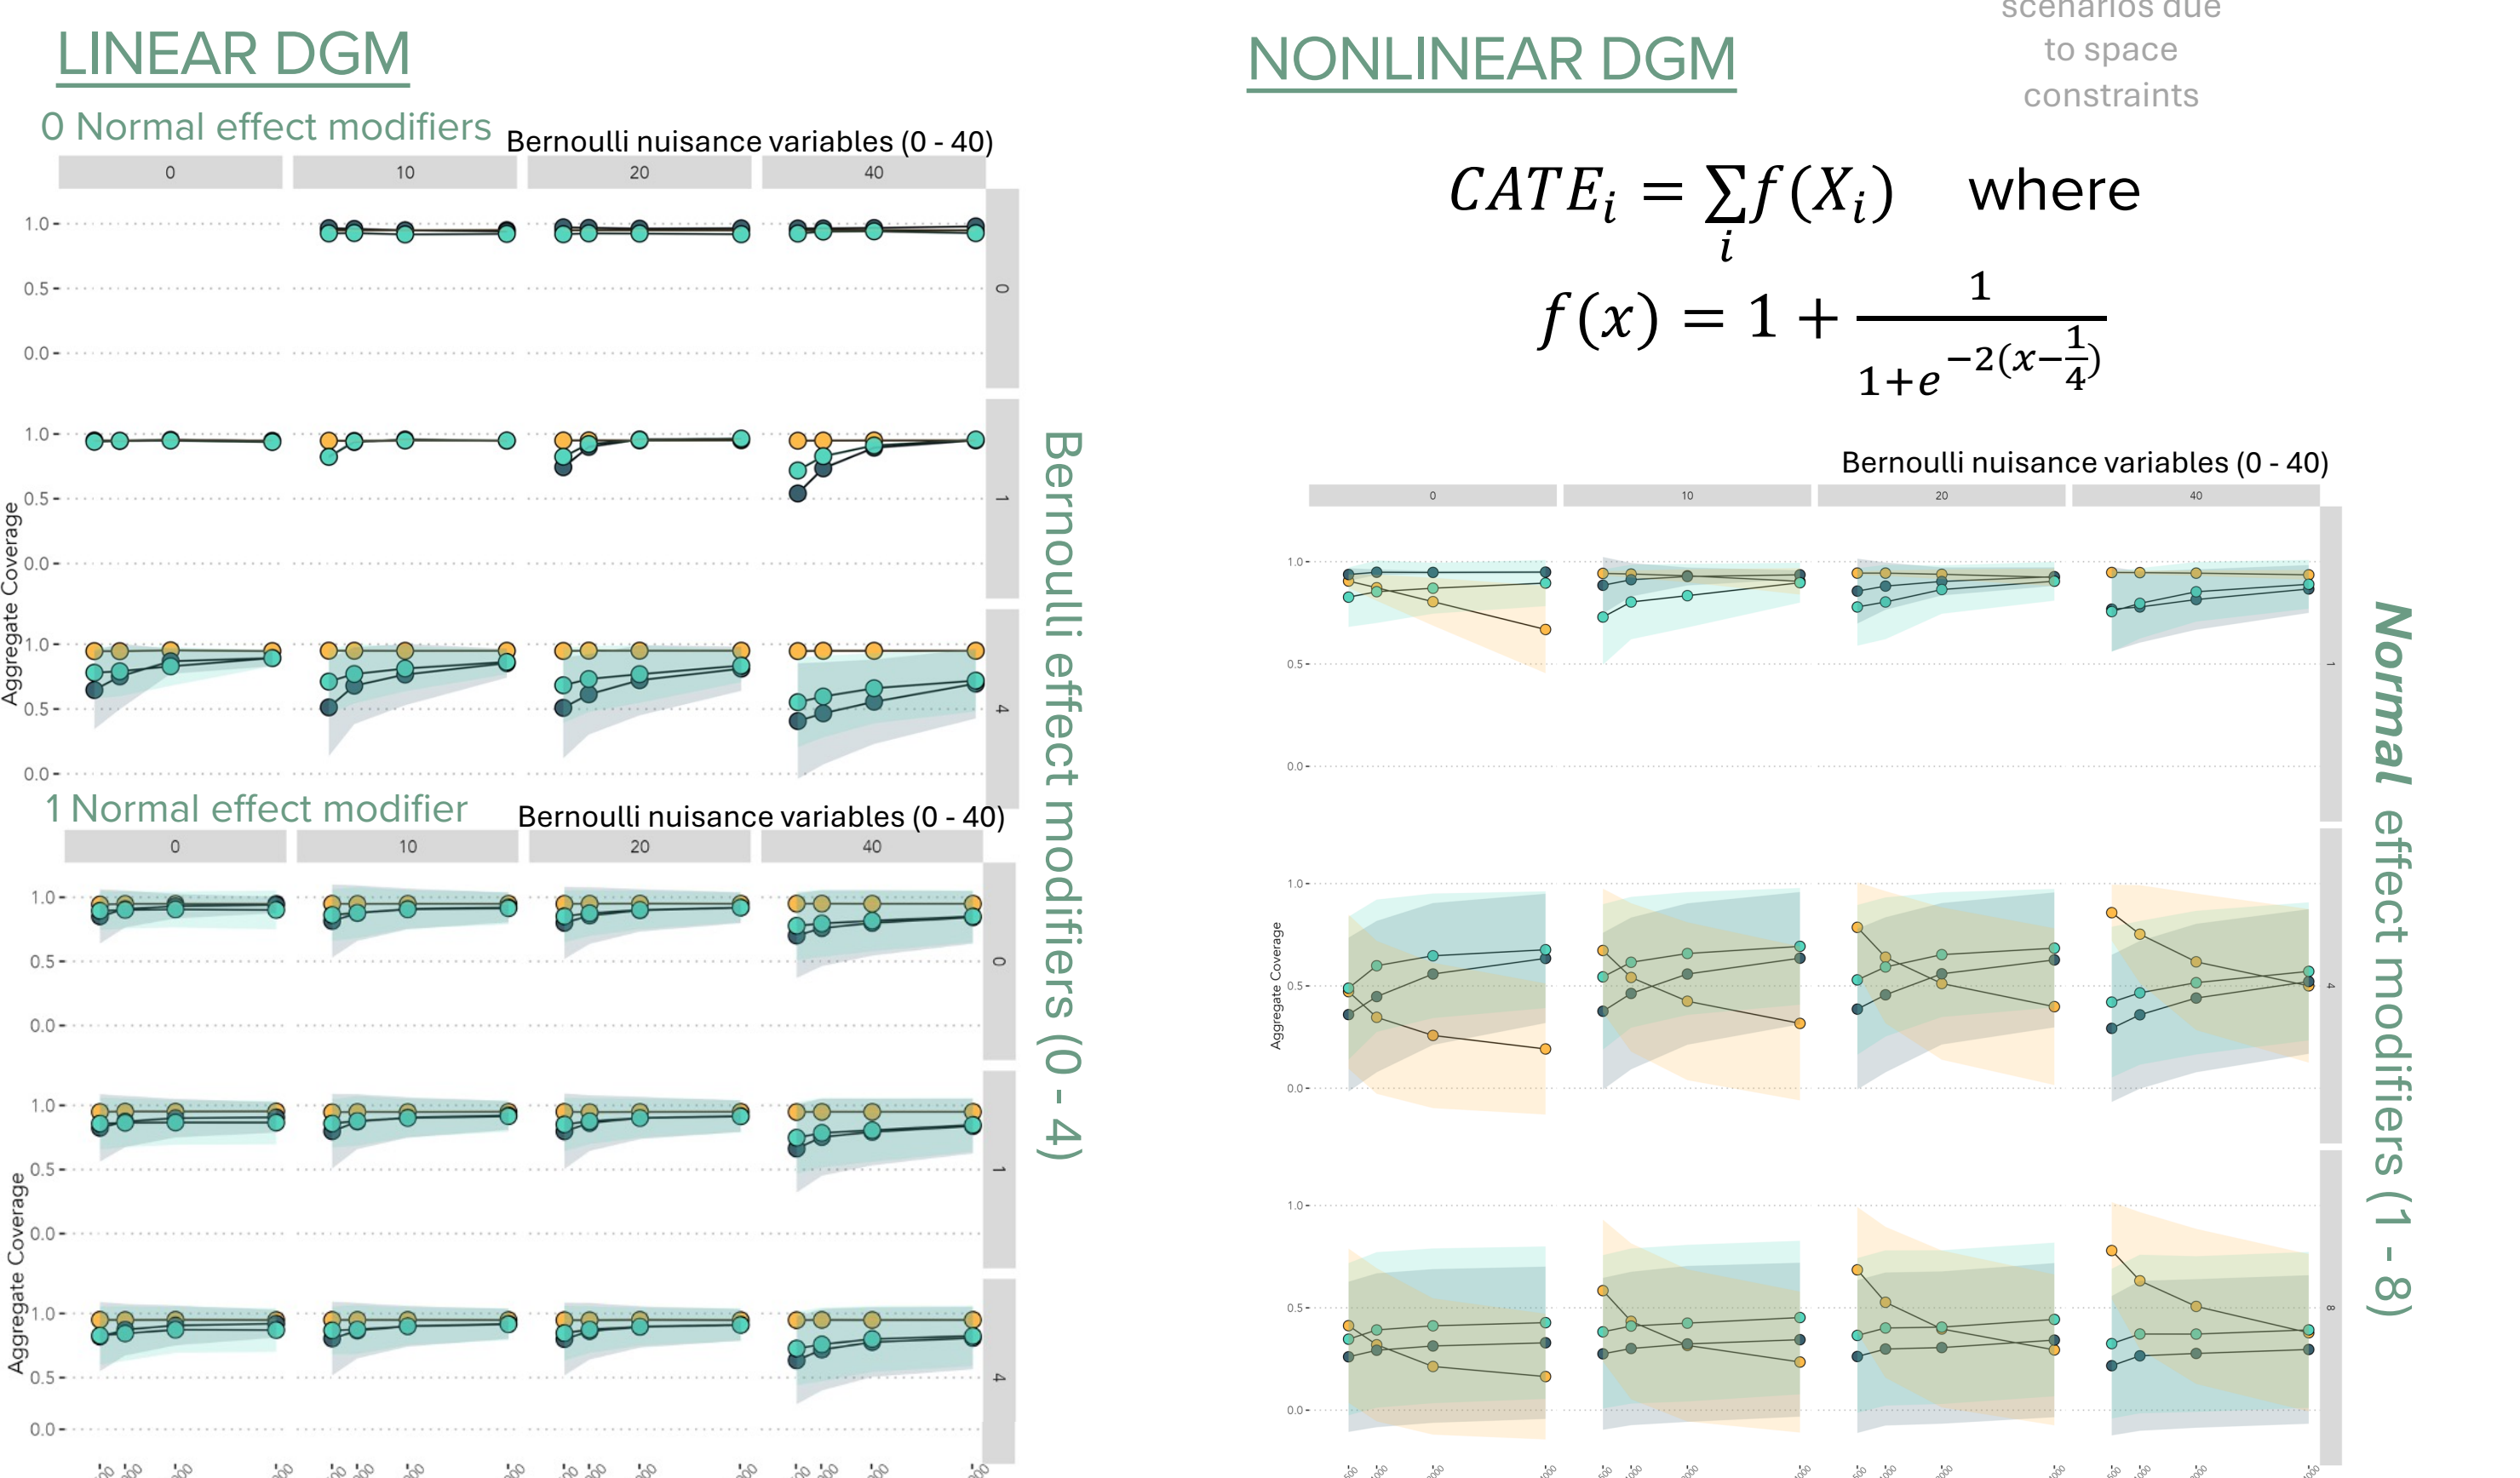 LINEAR DGM
0 Normal effect modifiers
Bernoulli nuisance variables (0 - 40)
0 10 20 40
1.0
0.5
0.0
0
1.0
0.5
0.0
1
1.0
0.5
0.0
4
Aggregate Coverage
1 Normal effect modifier
Bernoulli nuisance variables (0 - 40)
0 10 20 40
1.0
0.5
0.0
0
1.0
0.5
0.0
1
1.0
0.5
0.0
4
Aggregate Coverage
Bernoulli effect modifiers (0 - 4)
scenarios due
to space
constraints
NONLINEAR DGM
CATE_i = ∑_i f(X_i) where
f(x) = 1 + 1/(1+e^(−2(x−1/4)))
Bernoulli nuisance variables (0 - 40)
0 10 20 40
1.0
0.5
0.0
1
1.0
0.5
0.0
4
1.0
0.5
0.0
8
Aggregate Coverage
Normal effect modifiers (1 - 8)